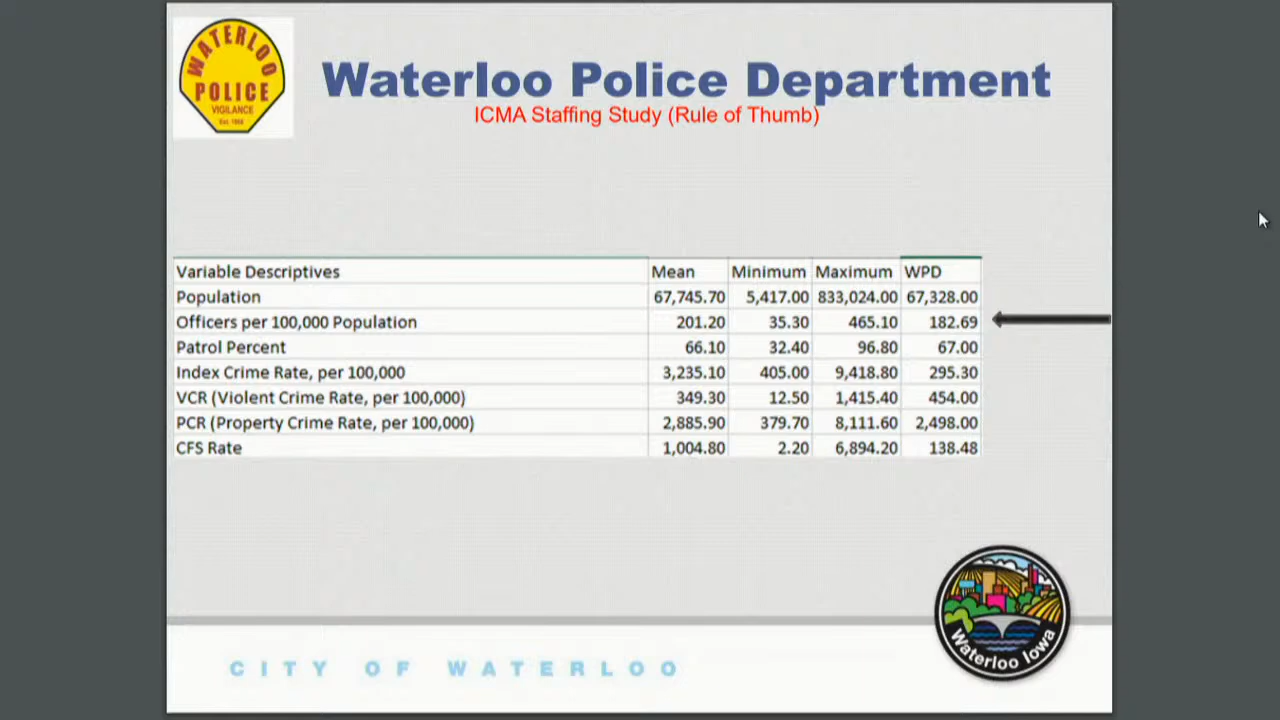 WATERLOO
POLICE
VIGILANCE
Est. 1868
Waterloo Police Department
ICMA Staffing Study (Rule of Thumb)
Variable Descriptives Mean Minimum Maximum WPD
Population 67,745.70 5,417.00 833,024.00 67,328.00
Officers per 100,000 Population 201.20 35.30 465.10 182.69
Patrol Percent 66.10 32.40 96.80 67.00
Index Crime Rate, per 100,000 3,235.10 405.00 9,418.80 295.30
VCR (Violent Crime Rate, per 100,000) 349.30 12.50 1,415.40 454.00
PCR (Property Crime Rate, per 100,000) 2,885.90 379.70 8,111.60 2,498.00
CFS Rate 1,004.80 2.20 6,894.20 138.48
Waterloo Iowa
CITY OF WATERLOO